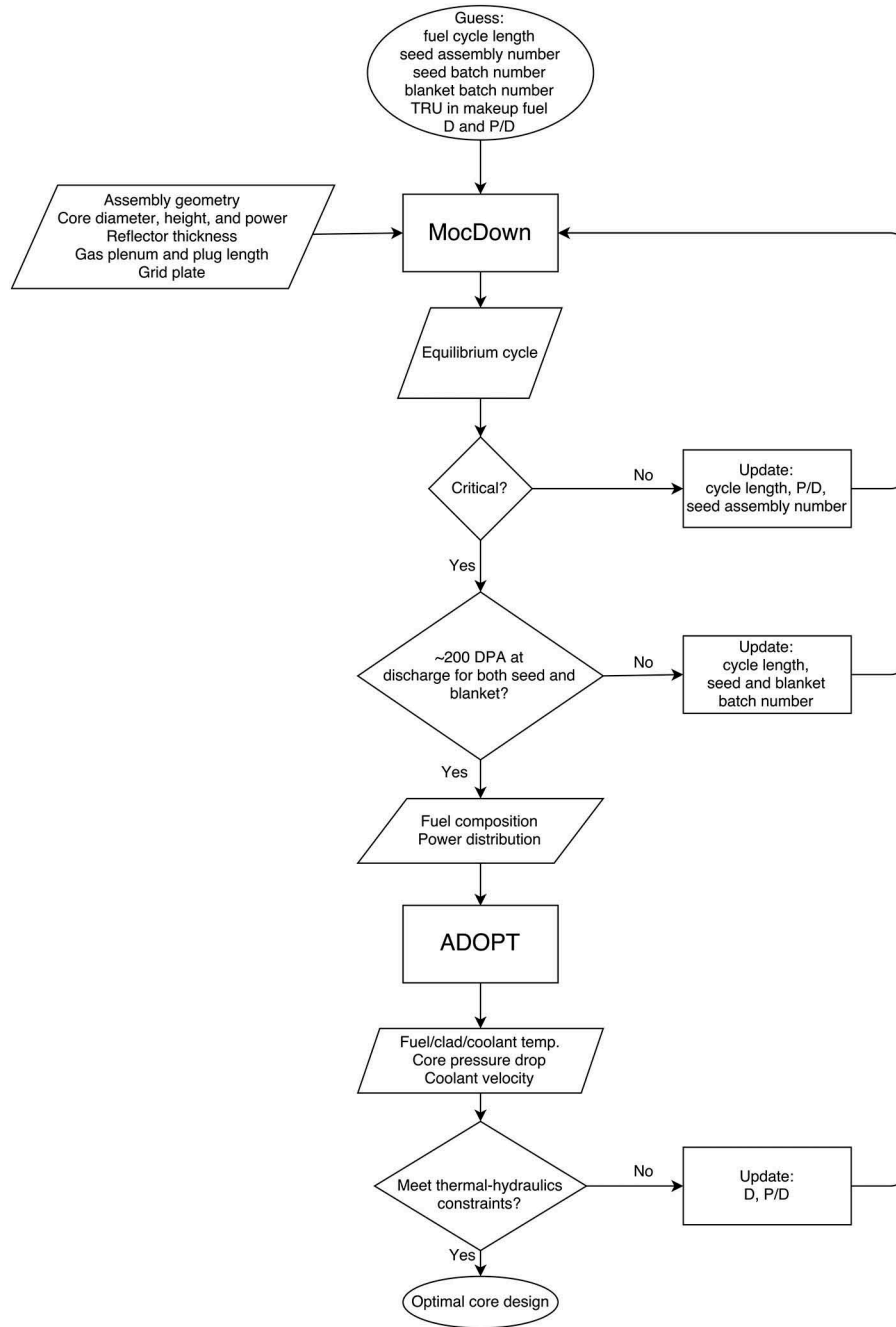 Guess:
fuel cycle length
seed assembly number
seed batch number
blanket batch number
TRU in makeup fuel
D and P/D
Assembly geometry
Core diameter, height, and power
Reflector thickness
Gas plenum and plug length
Grid plate
MocDown
Equilibrium cycle
Critical?
No
Update:
cycle length, P/D,
seed assembly number
Yes
~200 DPA at
discharge for both seed and
blanket?
No
Update:
cycle length,
seed and blanket
batch number
Yes
Fuel composition
Power distribution
ADOPT
Fuel/clad/coolant temp.
Core pressure drop
Coolant velocity
Meet thermal-hydraulics
constraints?
No
Update:
D, P/D
Yes
Optimal core design